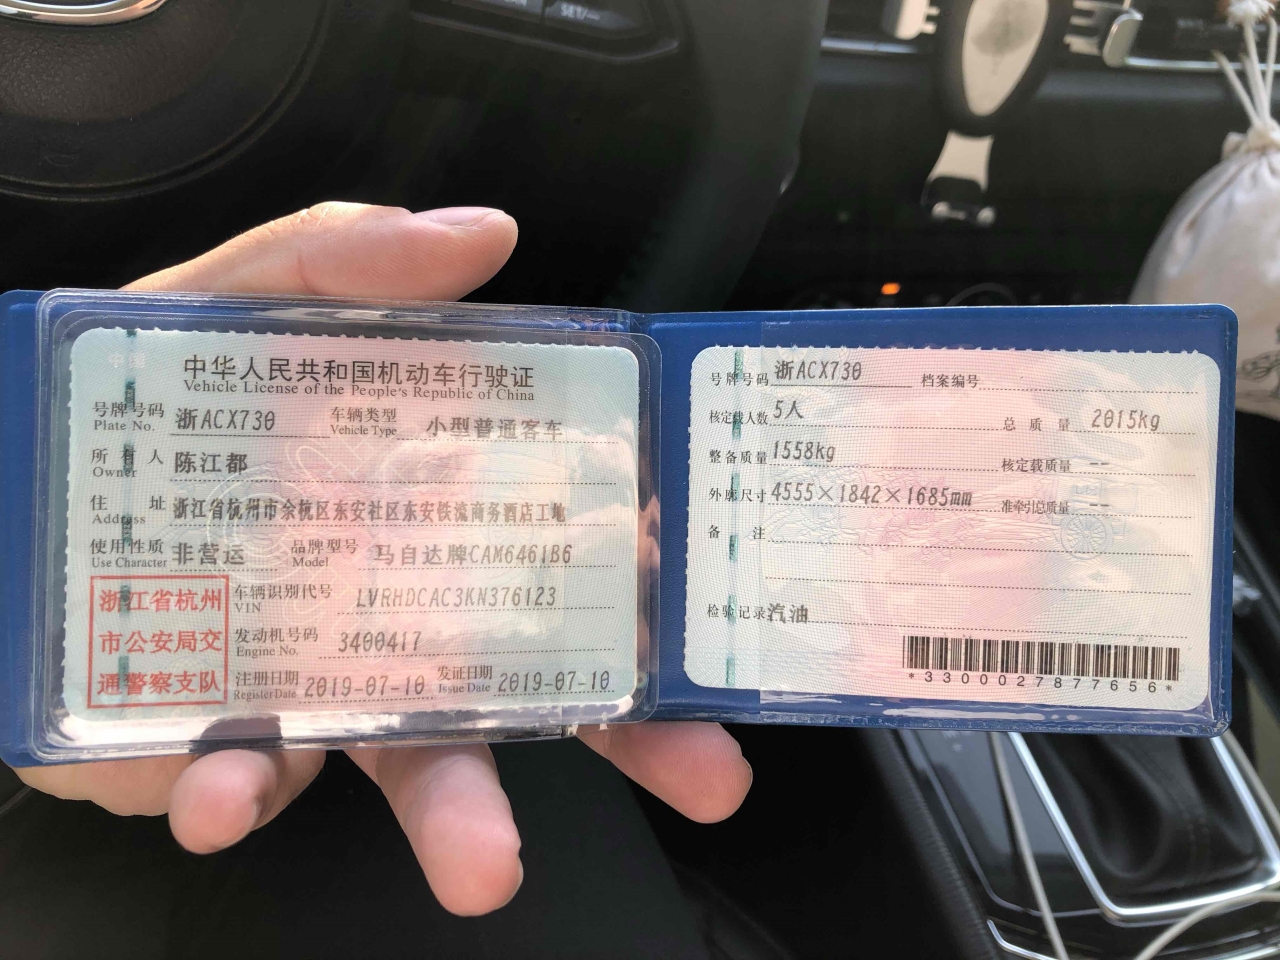 SET/—
中华人民共和国机动车行驶证
Vehicle License of the People's Republic of China
号牌号码 浙ACX730 车辆类型 小型普通客车
Plate No. Vehicle Type
所有人 陈江都
Owner
住址 浙江省杭州市余杭区东安社区东安铁流商务酒店工地
Address
使用性质 非营运 品牌型号 马自达牌CAM6461B6
Use Character Model
浙江省杭州
市公安局交
通警察支队
车辆识别代号 LVRHDCAC3KN376123
VIN
发动机号码 3400417
Engine No.
注册日期 2019-07-10 发证日期 2019-07-10
Register Date Issue Date
号牌号码 浙ACX730 档案编号
核定载人数 5人 总质量 2015kg
整备质量 1558kg 核定载质量 --
外廓尺寸 4555×1842×1685mm 准牵引总质量 --
备注
检验记录 汽油
*3300027877656*